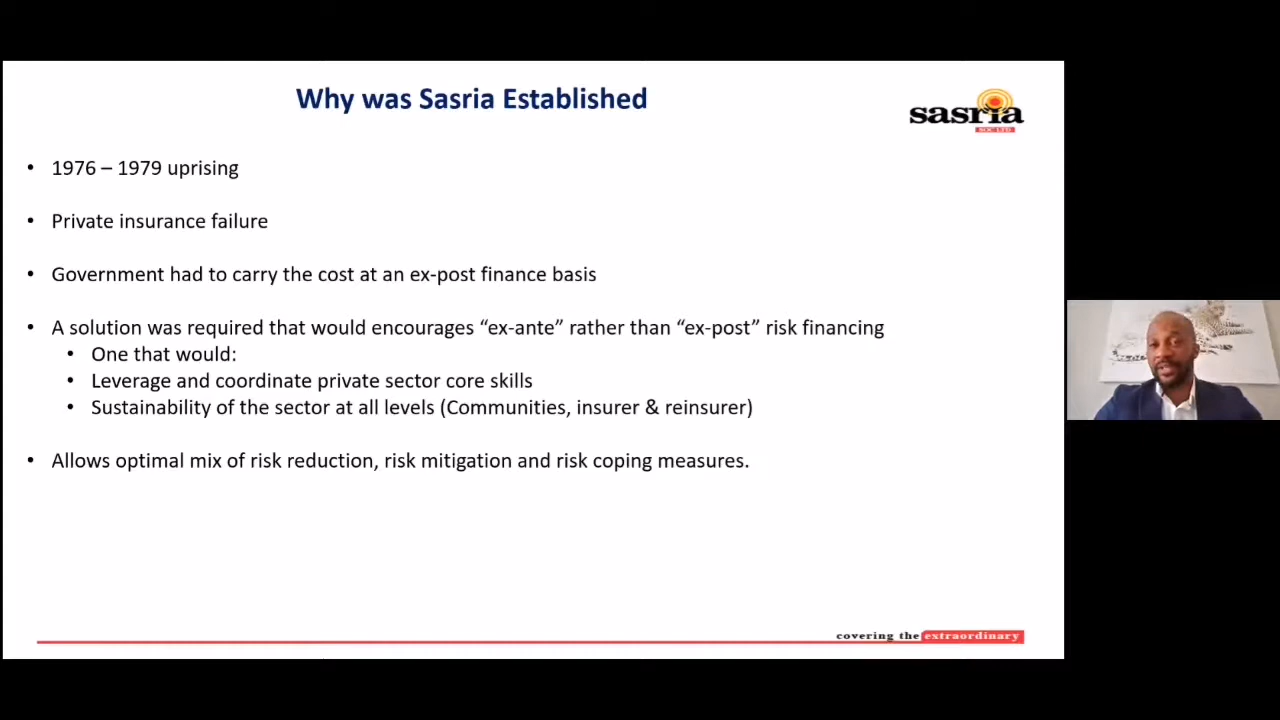 Why was Sasria Established
sasria
SOC LTD
• 1976 – 1979 uprising
• Private insurance failure
• Government had to carry the cost at an ex-post finance basis
• A solution was required that would encourages “ex-ante” rather than “ex-post” risk financing
• One that would:
• Leverage and coordinate private sector core skills
• Sustainability of the sector at all levels (Communities, insurer & reinsurer)
• Allows optimal mix of risk reduction, risk mitigation and risk coping measures.
covering the extraordinary